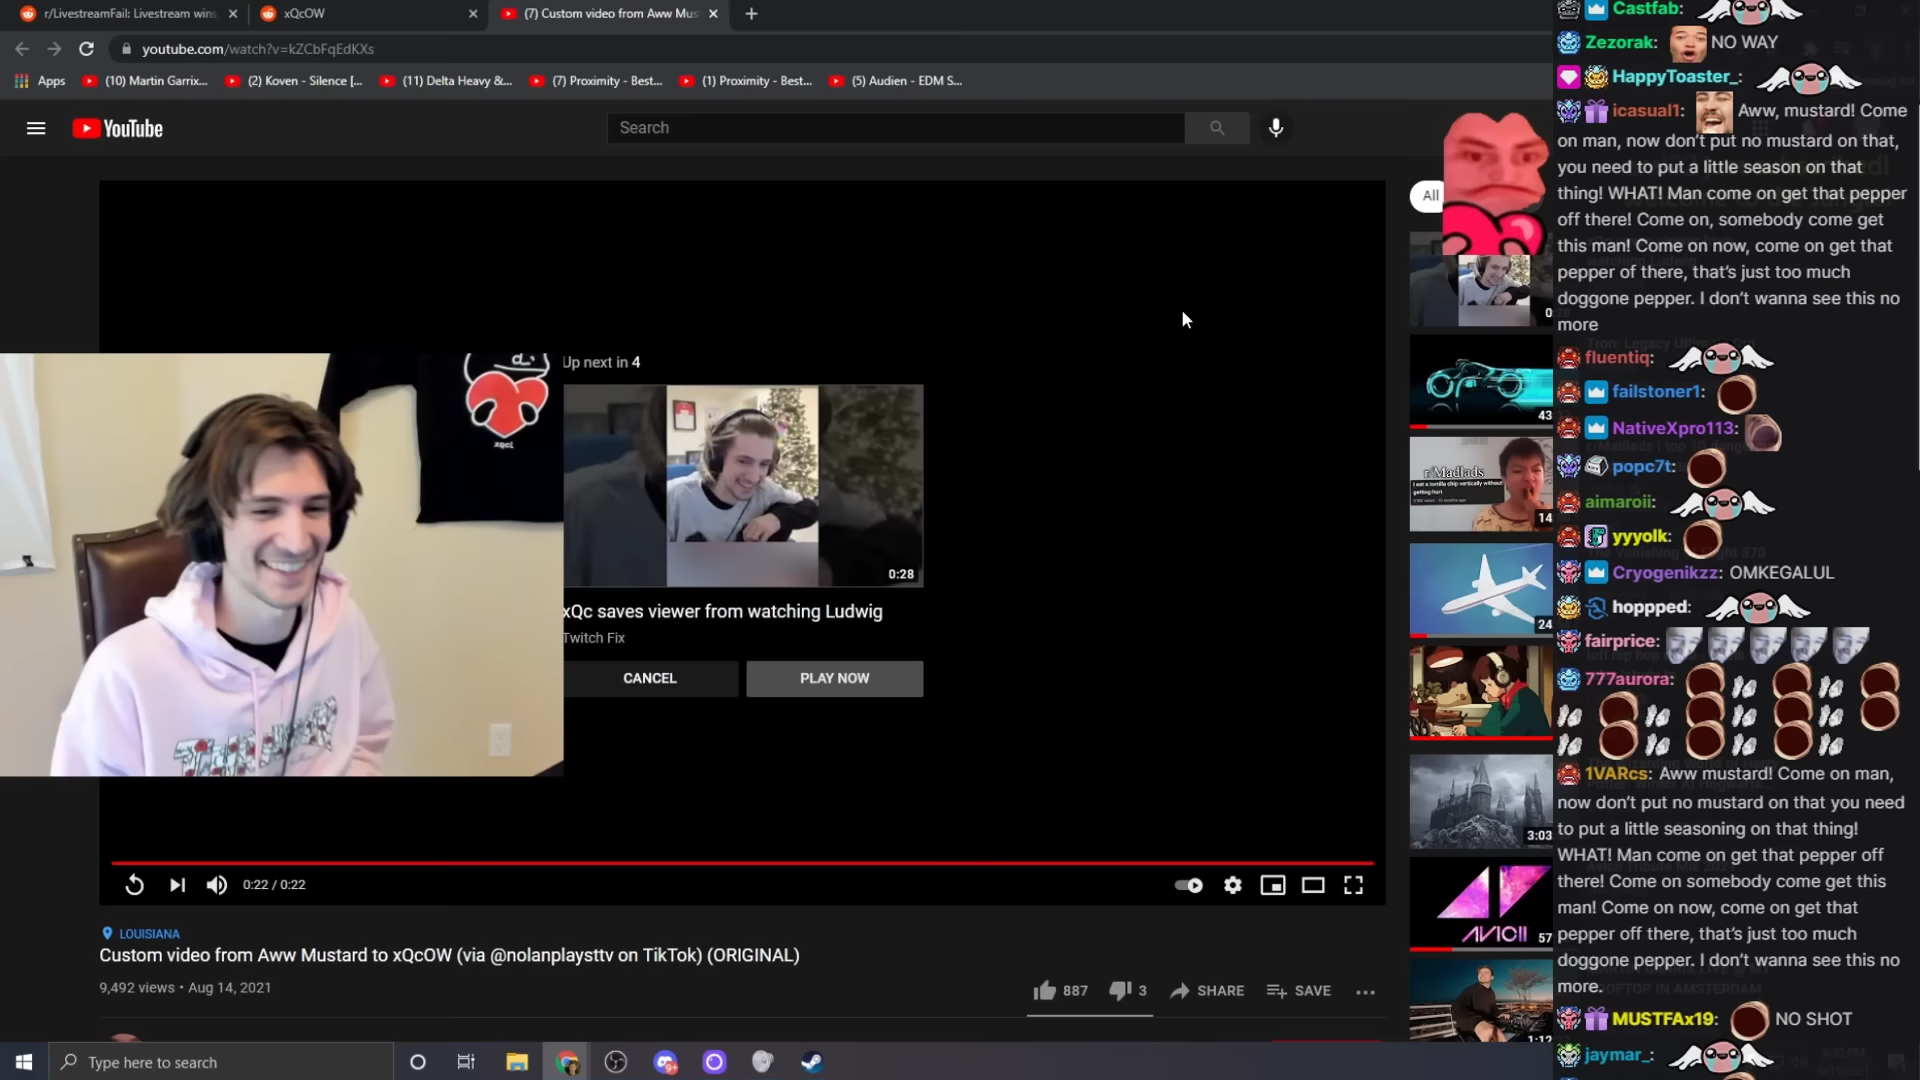 r/LivestreamFail: Livestream wins,
xQcOW
(7) Custom video from Aww Mus
youtube.com/watch?v=kZCbFqEdKXs
Apps
(10) Martin Garrix...
(2) Koven - Silence [...
(11) Delta Heavy &...
(7) Proximity - Best...
(1) Proximity - Best...
(5) Audien - EDM S...
YouTube
Search
All
Up next in 4
0:28
xQc saves viewer from watching Ludwig
Twitch Fix
CANCEL
PLAY NOW
xqcL
0:22 / 0:22
LOUISIANA
Custom video from Aww Mustard to xQcOW (via @nolanplaysttv on TikTok) (ORIGINAL)
9,492 views • Aug 14, 2021
887
3
SHARE
SAVE
43
r/Madlads
I eat a tortilla chip vertically without
getting hurt
14
24
3:03
AVICII
57
1:12
Type here to search
Castfab:
Zezorak: NO WAY
HappyToaster_:
icasual1: Aww, mustard! Come
on man, now don't put no mustard on that,
you need to put a little season on that
thing! WHAT! Man come on get that pepper
off there! Come on, somebody come get
this man! Come on now, come on get that
pepper of there, that's just too much
doggone pepper. I don't wanna see this no
more
fluentiq:
failstoner1:
NativeXpro113:
popc7t:
aimaroii:
yyyolk:
Cryogenikzz: OMKEGALUL
hoppped:
fairprice:
777aurora:
1VARcs: Aww mustard! Come on man,
now don't put no mustard on that you need
to put a little seasoning on that thing!
WHAT! Man come on get that pepper off
there! Come on somebody come get this
man! Come on now, come on get that
pepper off there, that's just too much
doggone pepper. I don't wanna see this no
more.
MUSTFAx19: NO SHOT
jaymar_: